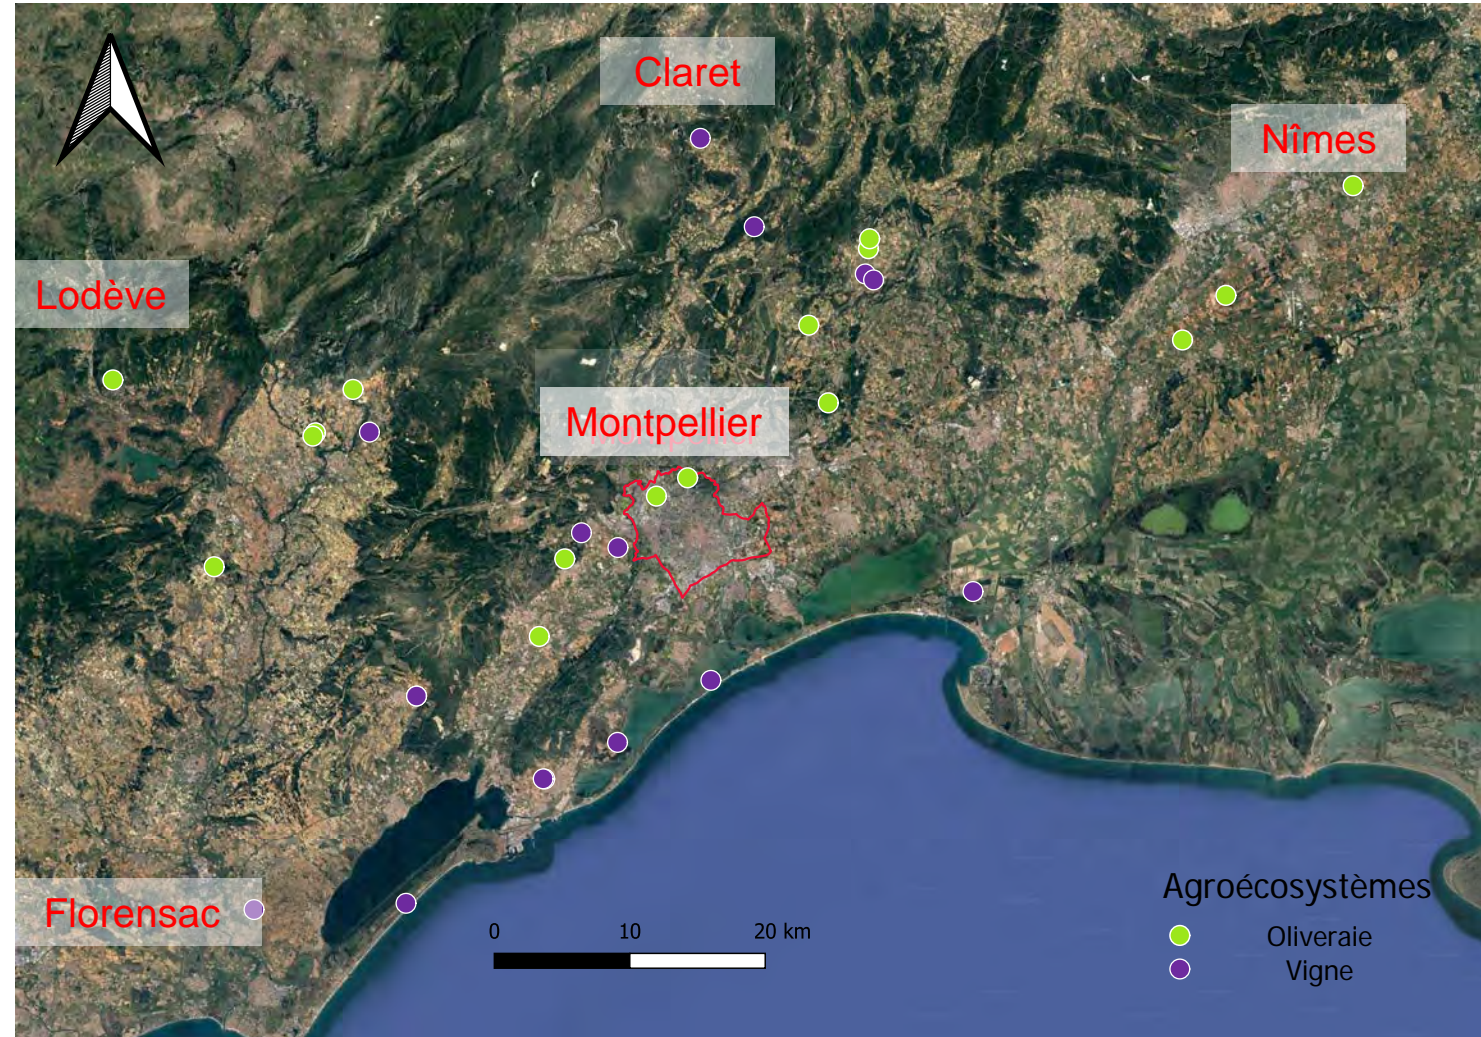 Claret
Nîmes
Lodève
Montpellier
Florensac
0 10 20 km
Agroécosystèmes
Oliveraie
Vigne